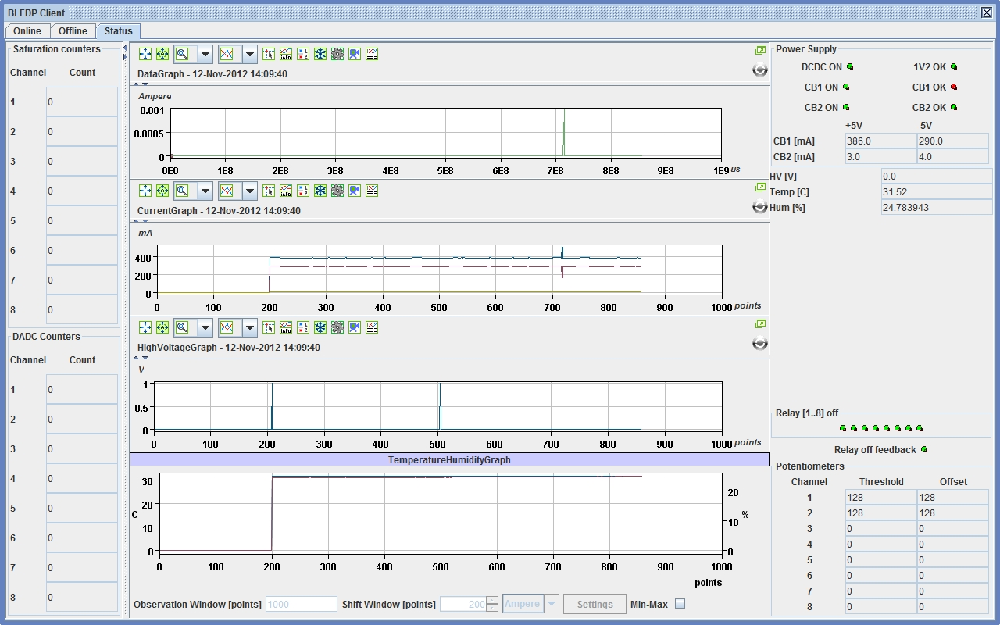 BLEDP Client
Online Offline Status
Saturation counters
Channel Count
1 0
2 0
3 0
4 0
5 0
6 0
7 0
8 0
DADC Counters
Channel Count
1 0
2 0
3 0
4 0
5 0
6 0
7 0
8 0
DataGraph - 12-Nov-2012 14:09:40
Ampere
0.001
0.0005
0
0E0 1E8 2E8 3E8 4E8 5E8 6E8 7E8 8E8 9E8 1E9 us
CurrentGraph - 12-Nov-2012 14:09:40
mA
400
200
0
0 100 200 300 400 500 600 700 800 900 1000 points
HighVoltageGraph - 12-Nov-2012 14:09:40
V
1
0.5
0
0 100 200 300 400 500 600 700 800 900 1000 points
TemperatureHumidityGraph
30
20 20
C %
10 10
0 0
0 100 200 300 400 500 600 700 800 900 1000
points
Observation Window [points] 1000 Shift Window [points] 200 Ampere Settings Min-Max
Power Supply
DCDC ON 1V2 OK
CB1 ON CB1 OK
CB2 ON CB2 OK
+5V -5V
CB1 [mA] 386.0 290.0
CB2 [mA] 3.0 4.0
HV [V] 0.0
Temp [C] 31.52
Hum [%] 24.783943
Relay [1..8] off
Relay off feedback
Potentiometers
Channel Threshold Offset
1 128 128
2 128 128
3 0 0
4 0 0
5 0 0
6 0 0
7 0 0
8 0 0